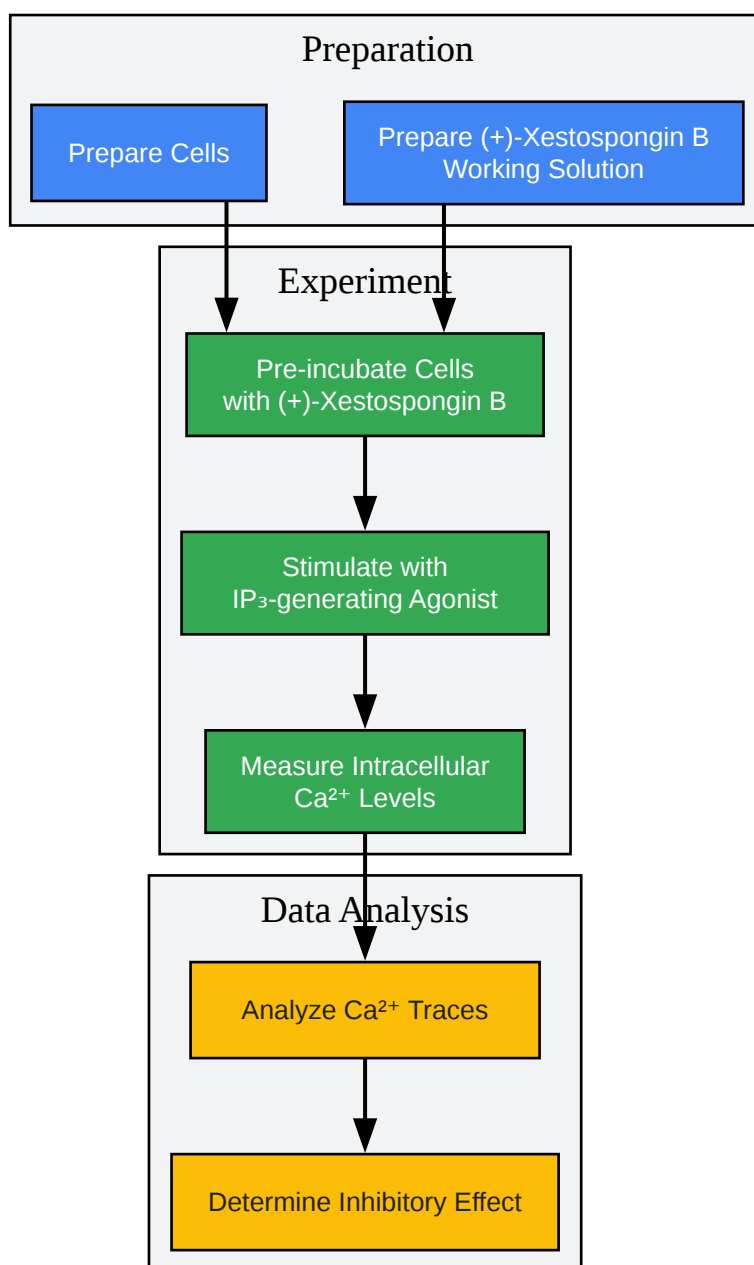 Preparation
Prepare Cells
Prepare (+)-Xestospongin B
Working Solution
Experiment
Pre-incubate Cells
with (+)-Xestospongin B
Stimulate with
IP₃-generating Agonist
Measure Intracellular
Ca²⁺ Levels
Data Analysis
Analyze Ca²⁺ Traces
Determine Inhibitory Effect